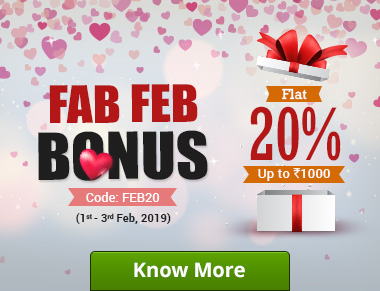 FAB FEB
BONUS
Code: FEB20
(1st - 3rd Feb, 2019)
Flat
20%
Up to ₹1000
Know More